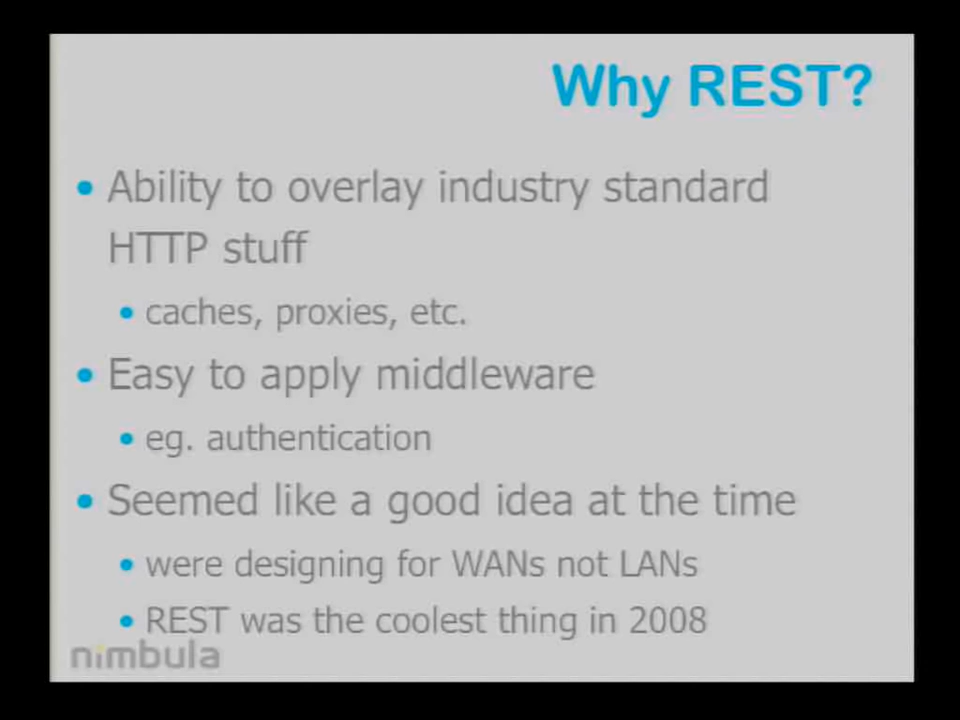 Why REST?
• Ability to overlay industry standard
HTTP stuff
• caches, proxies, etc.
• Easy to apply middleware
• eg. authentication
• Seemed like a good idea at the time
• were designing for WANs not LANs
• REST was the coolest thing in 2008
nimbula